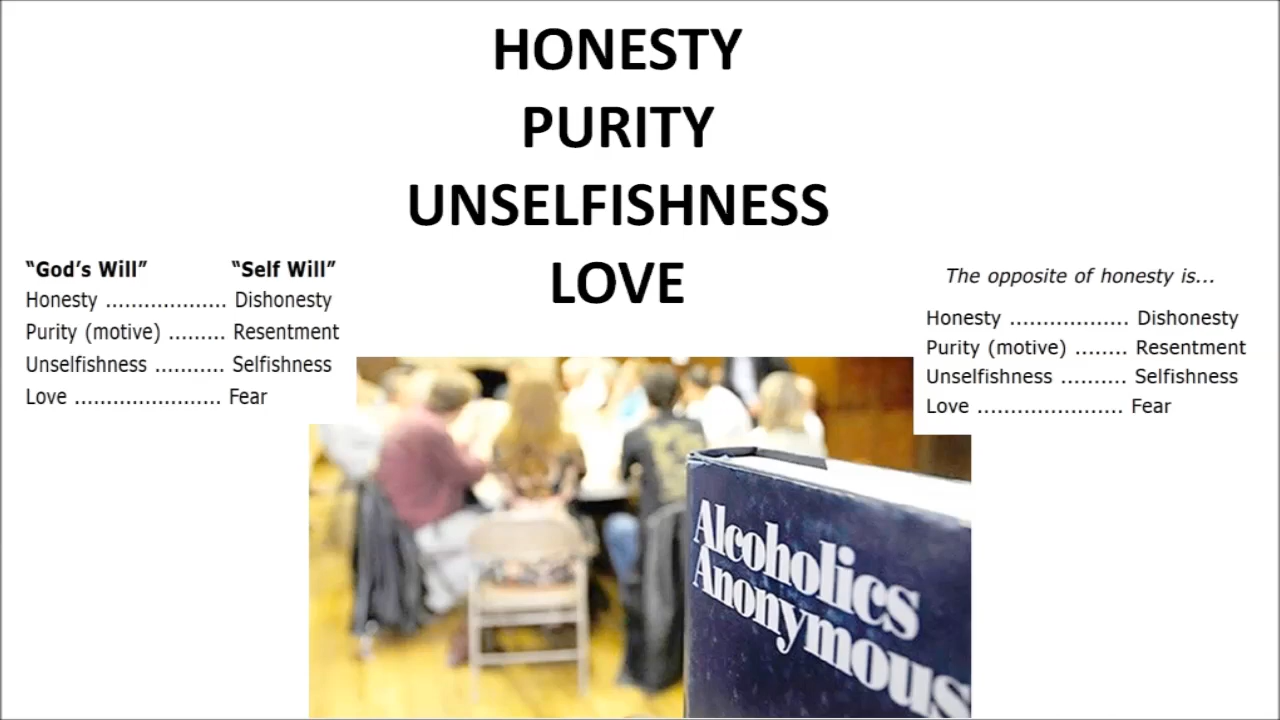 HONESTY
PURITY
UNSELFISHNESS
LOVE
“God’s Will” “Self Will”
Honesty ................... Dishonesty
Purity (motive) ......... Resentment
Unselfishness ........... Selfishness
Love ....................... Fear
The opposite of honesty is...
Honesty .................. Dishonesty
Purity (motive) ........ Resentment
Unselfishness .......... Selfishness
Love ...................... Fear
Alcoholics
Anonymous